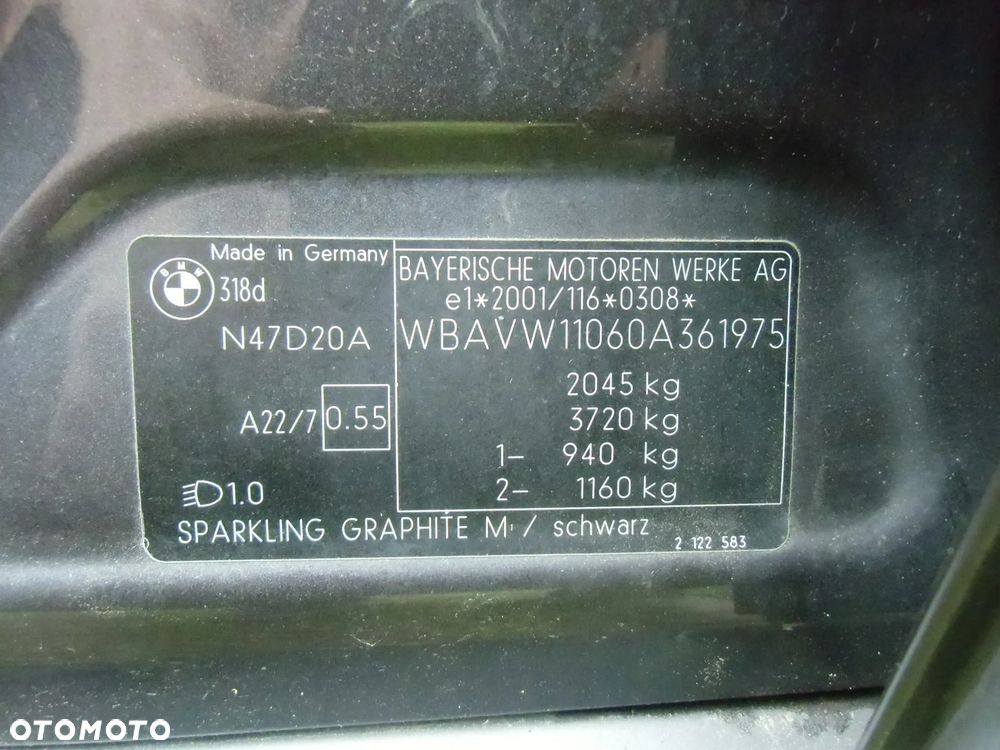 Made in Germany
BMW
318d
N47D20A
A22/7 0.55
1.0
BAYERISCHE MOTOREN WERKE AG
e1*2001/116*0308*
WBAVW11060A361975
2045 kg
3720 kg
1- 940 kg
2- 1160 kg
SPARKLING GRAPHITE M' / schwarz
2 122 583
OTOMOTO